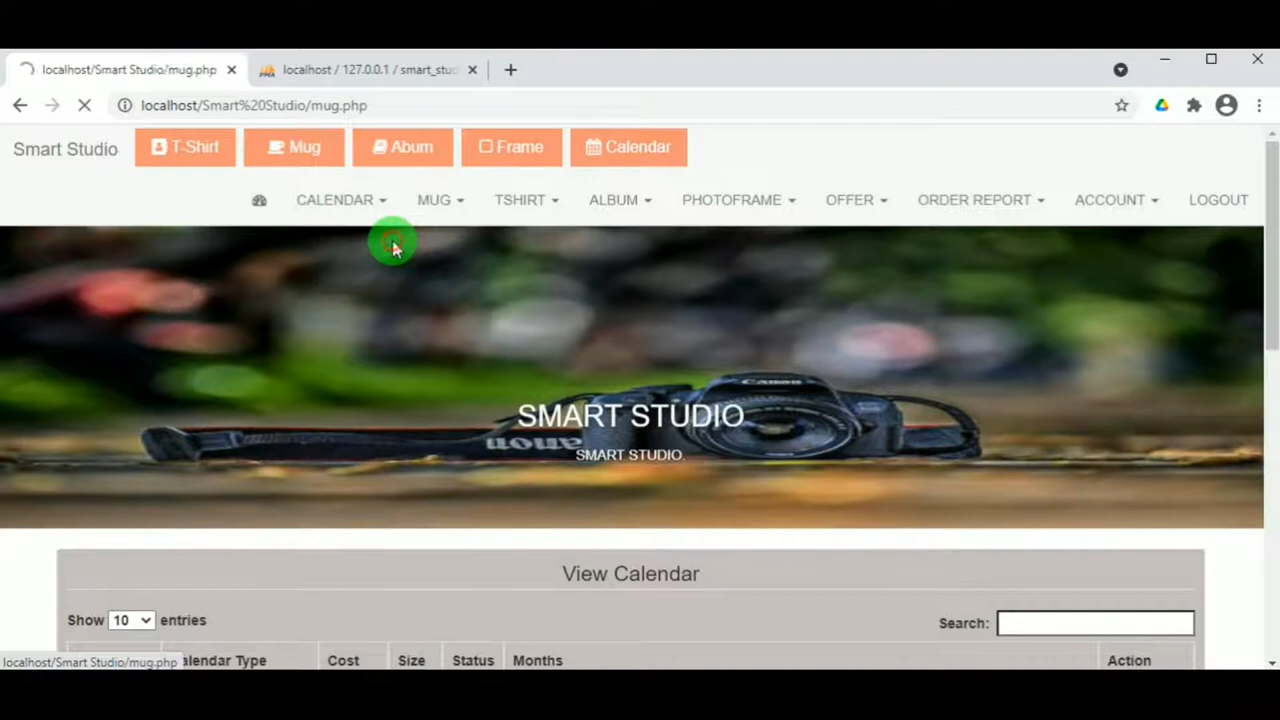 localhost/Smart Studio/mug.php
localhost / 127.0.0.1 / smart_stu
localhost/Smart%20Studio/mug.php
Smart Studio T-Shirt Mug Abum Frame Calendar
CALENDAR MUG TSHIRT ALBUM PHOTOFRAME OFFER ORDER REPORT ACCOUNT LOGOUT
Canon
SMART STUDIO
SMART STUDIO.
View Calendar
Show 10 entries
Search:
alendar Type Cost Size Status Months Action
localhost/Smart Studio/mug.php